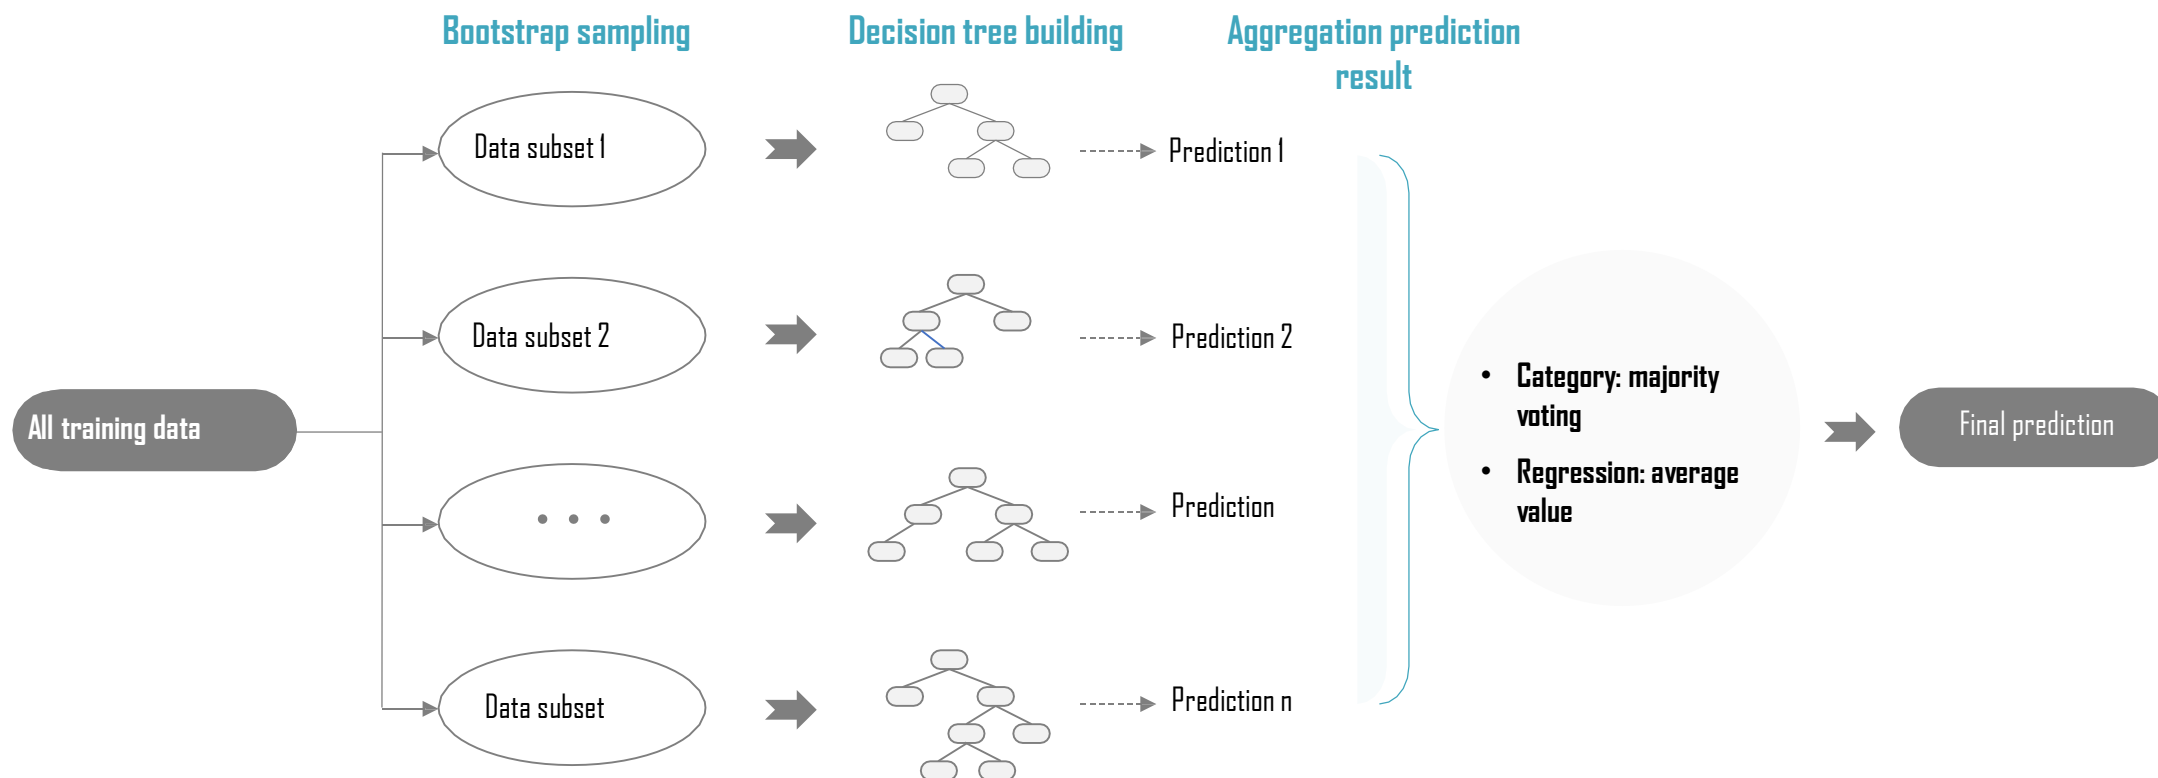 Bootstrap sampling
Decision tree building
Aggregation prediction
result
Data subset 1
Prediction 1
Data subset 2
Prediction 2
All training data
• Category: majority
voting
• Regression: average
value
Final prediction
• • •
Prediction
Data subset
Prediction n